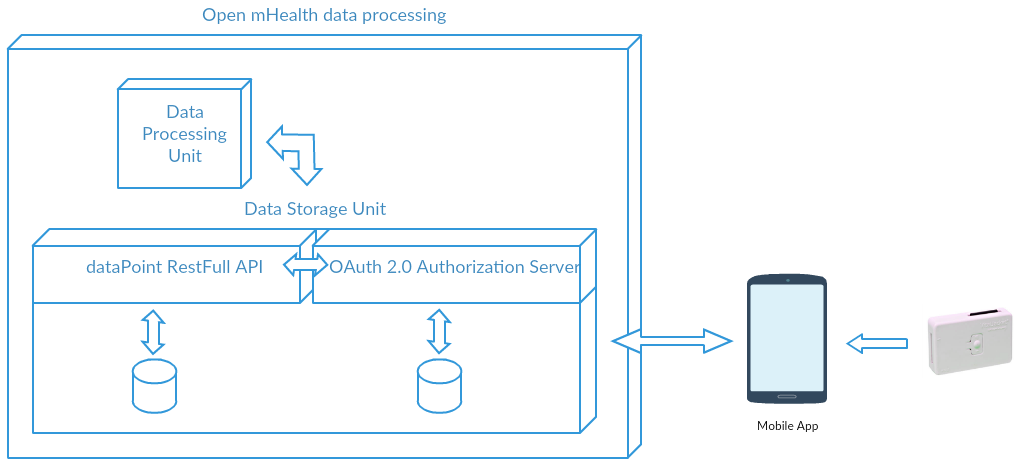 Open mHealth data processing
Data
Processing
Unit
Data Storage Unit
dataPoint RestFull API
OAuth 2.0 Authorization Server
Mobile App